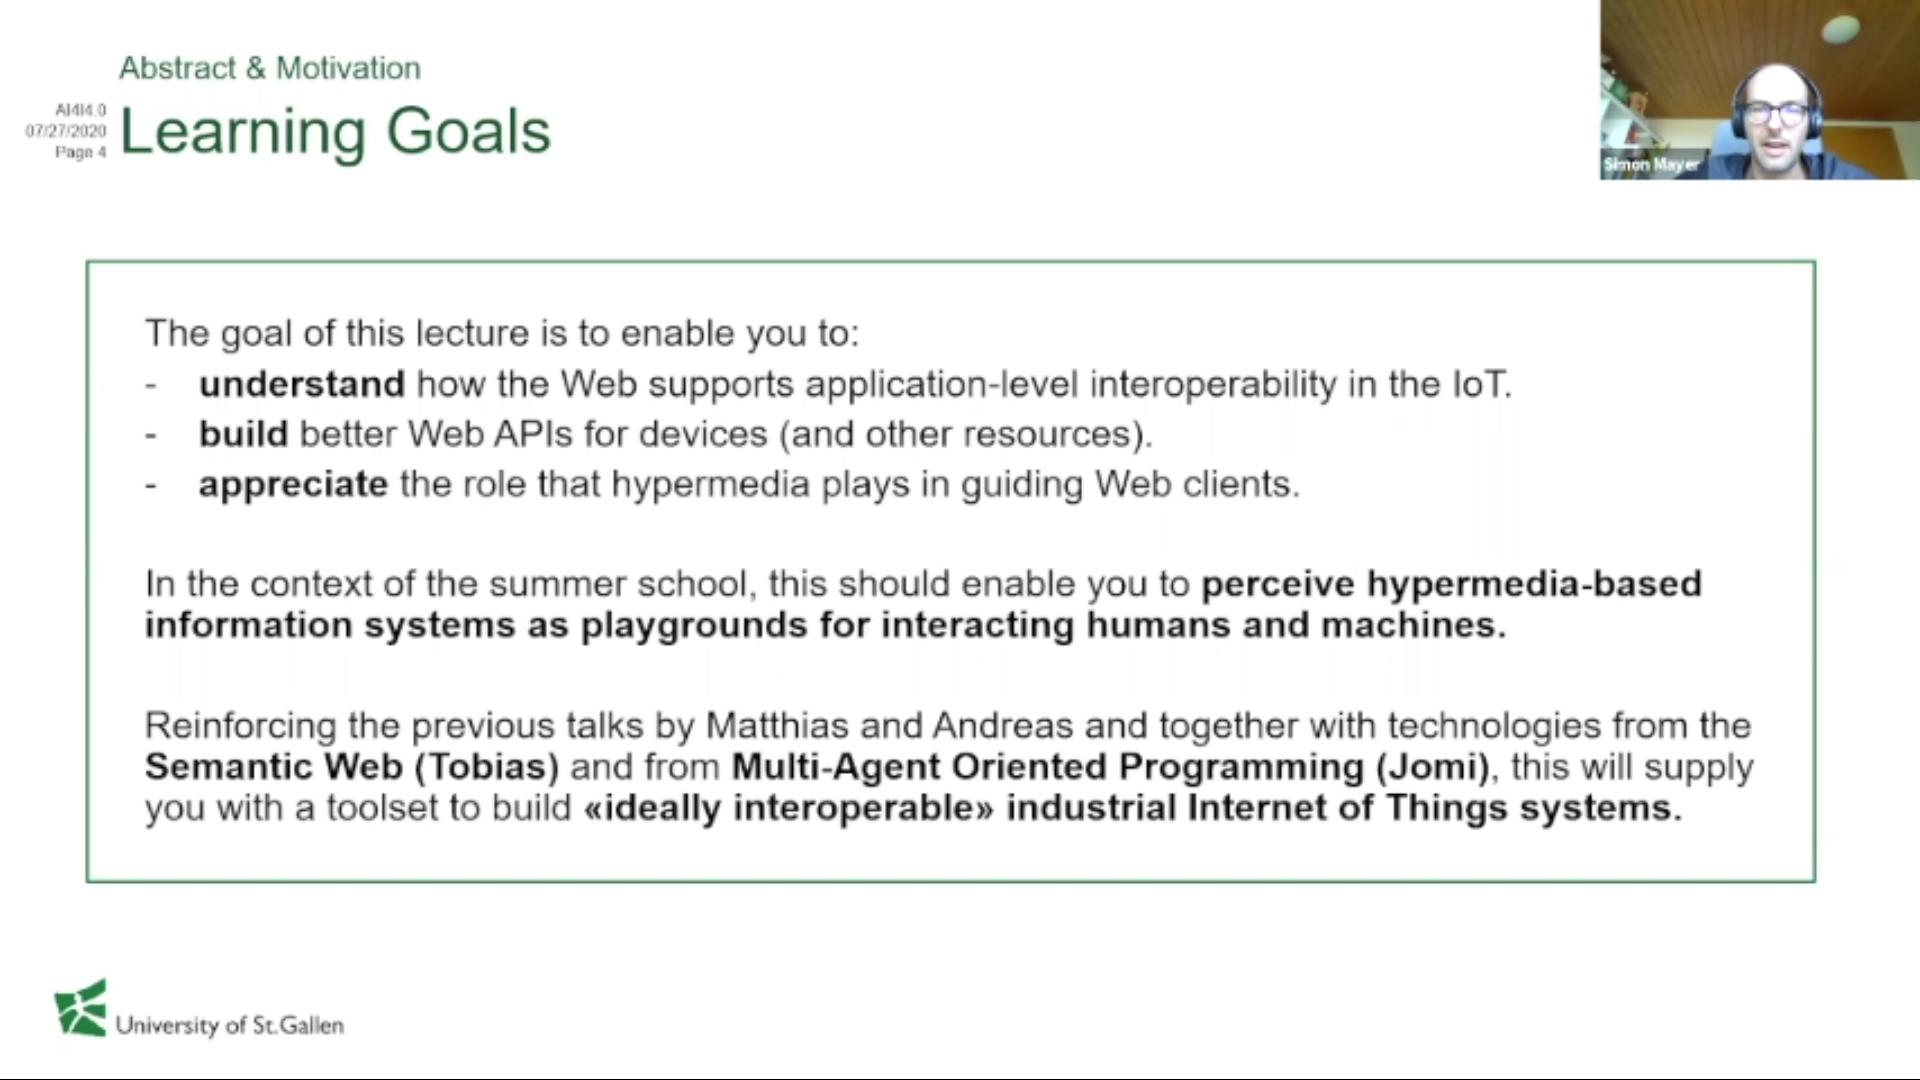 Abstract & Motivation
AI4I4.0
07/27/2020
Page 4
Learning Goals
Simon Mayer
The goal of this lecture is to enable you to:
- understand how the Web supports application-level interoperability in the IoT.
- build better Web APIs for devices (and other resources).
- appreciate the role that hypermedia plays in guiding Web clients.
In the context of the summer school, this should enable you to perceive hypermedia-based
information systems as playgrounds for interacting humans and machines.
Reinforcing the previous talks by Matthias and Andreas and together with technologies from the
Semantic Web (Tobias) and from Multi-Agent Oriented Programming (Jomi), this will supply
you with a toolset to build «ideally interoperable» industrial Internet of Things systems.
University of St.Gallen